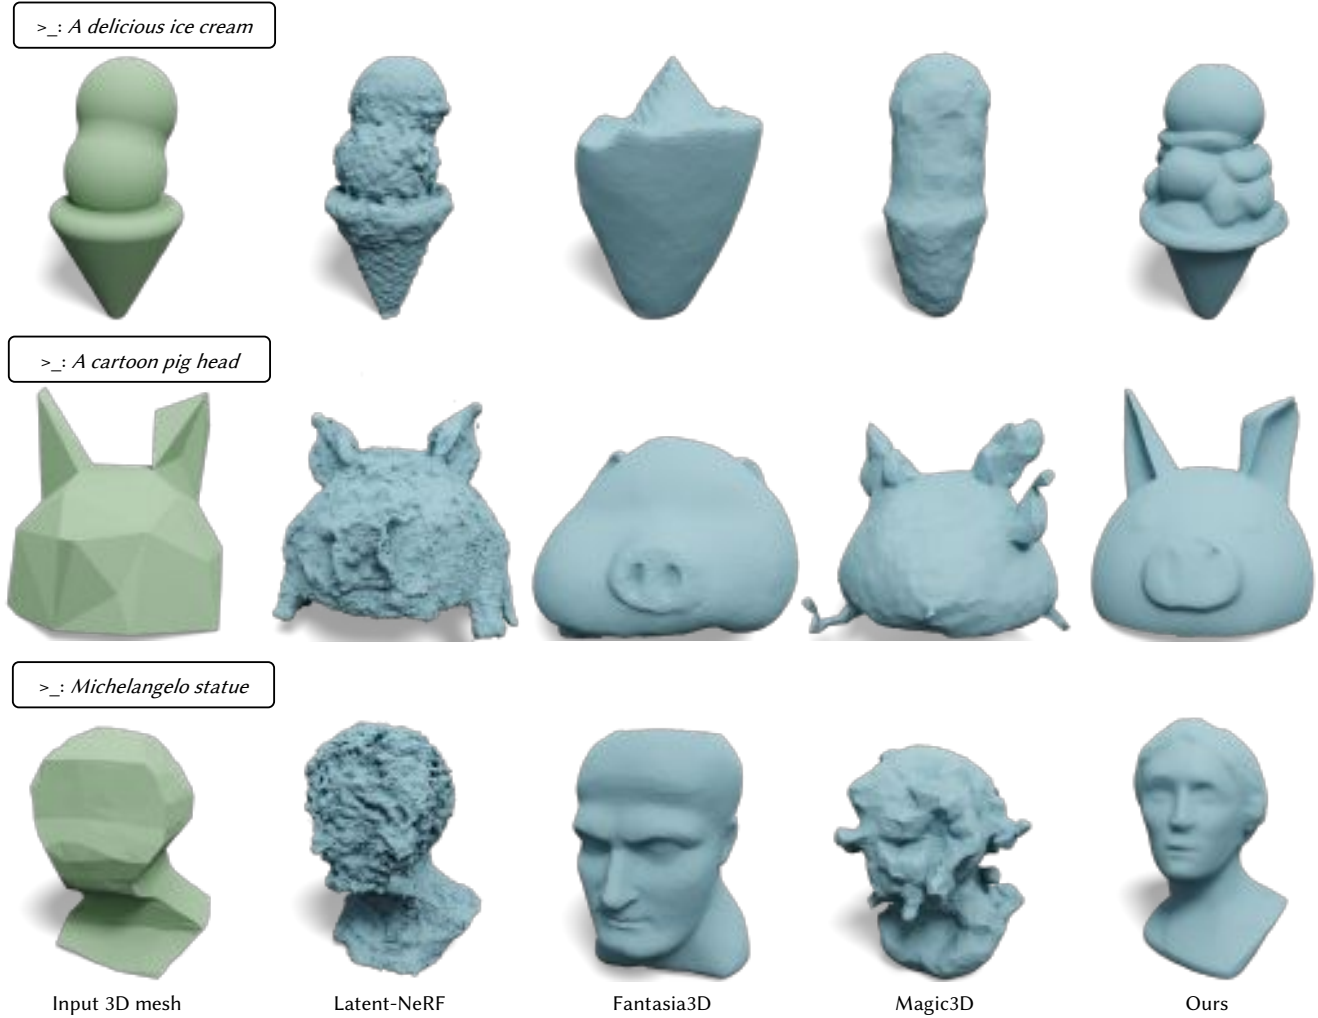 >_: A delicious ice cream
>_: A cartoon pig head
>_: Michelangelo statue
Input 3D mesh Latent-NeRF Fantasia3D Magic3D Ours